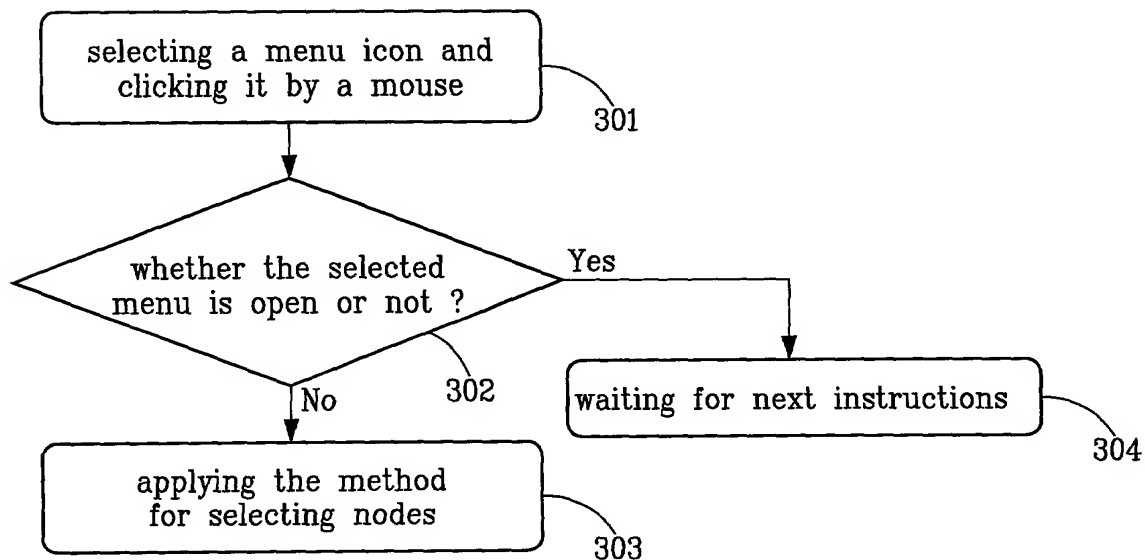 selecting a menu icon and
clicking it by a mouse
301
whether the selected
menu is open or not ?
Yes
302
No
waiting for next instructions
304
applying the method
for selecting nodes
303